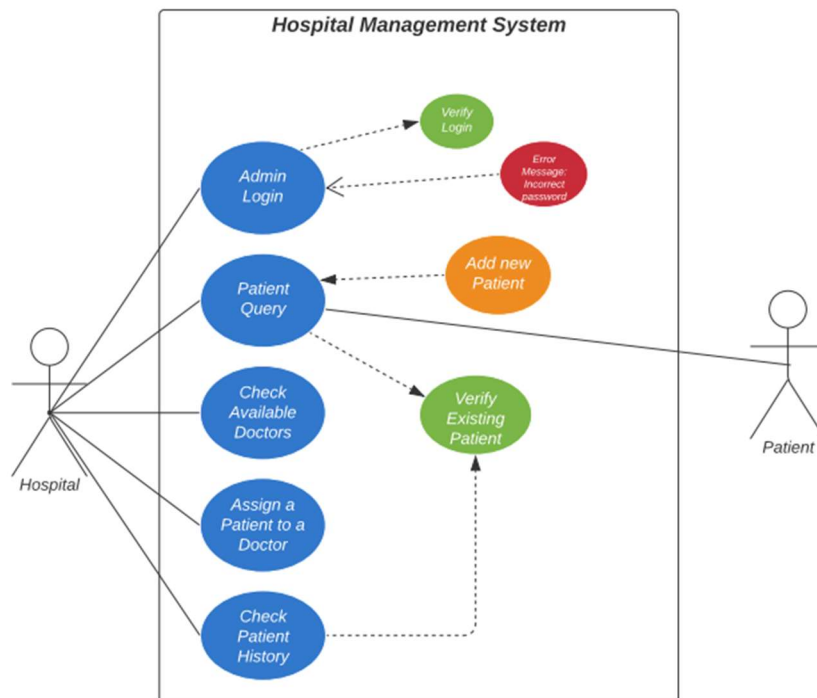 Hospital Management System
Verify
Login
Admin
Login
Error
Message:
Incorrect
password
Add new
Patient
Patient
Query
Check
Available
Doctors
Verify
Existing
Patient
Hospital
Patient
Assign a
Patient to a
Doctor
Check
Patient
History